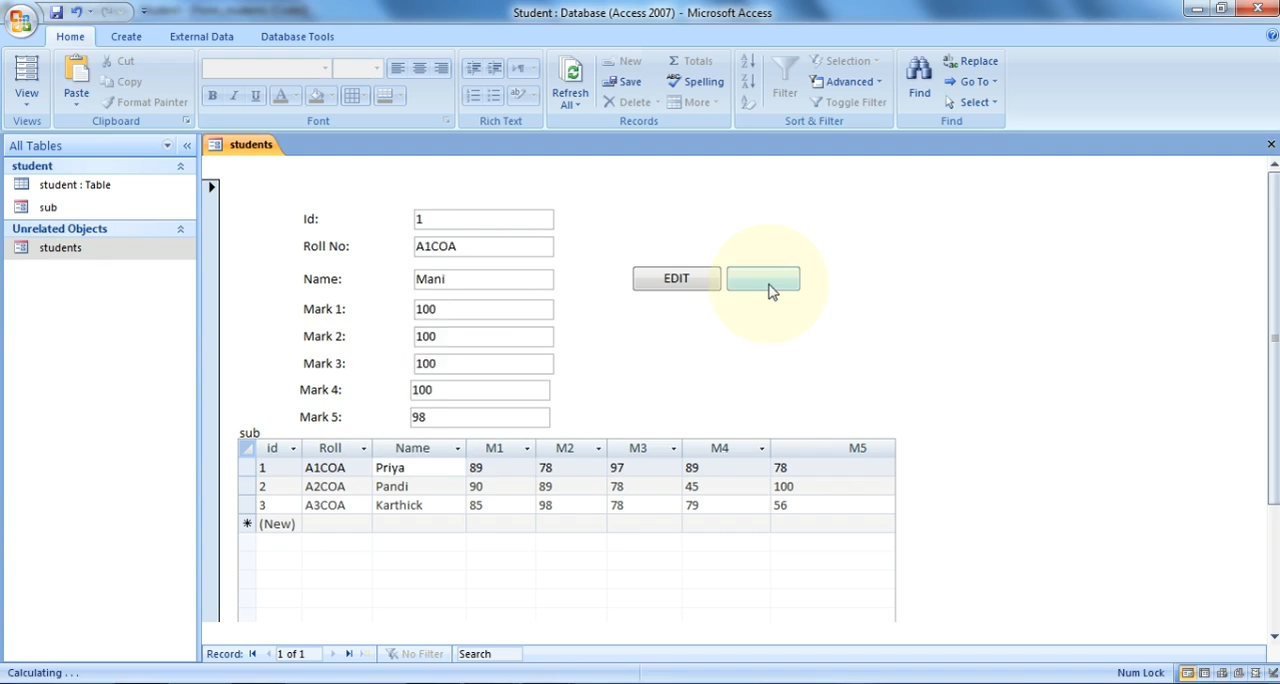 Student : Database (Access 2007) - Microsoft Access
Home Create External Data Database Tools
View
Views
Paste
Cut
Copy
Format Painter
Clipboard
B I U A
Font
Rich Text
Refresh All
New
Save
Delete
Totals
Spelling
More
Records
Filter
Selection
Advanced
Toggle Filter
Sort & Filter
Find
Replace
Go To
Select
Find
All Tables
student
student : Table
sub
Unrelated Objects
students
students
Id: 1
Roll No: A1COA
Name: Mani
EDIT
Mark 1: 100
Mark 2: 100
Mark 3: 100
Mark 4: 100
Mark 5: 98
sub
id Roll Name M1 M2 M3 M4 M5
1 A1COA Priya 89 78 97 89 78
2 A2COA Pandi 90 89 78 45 100
3 A3COA Karthick 85 98 78 79 56
(New)
Record: 1 of 1 No Filter Search
Calculating . . . Num Lock